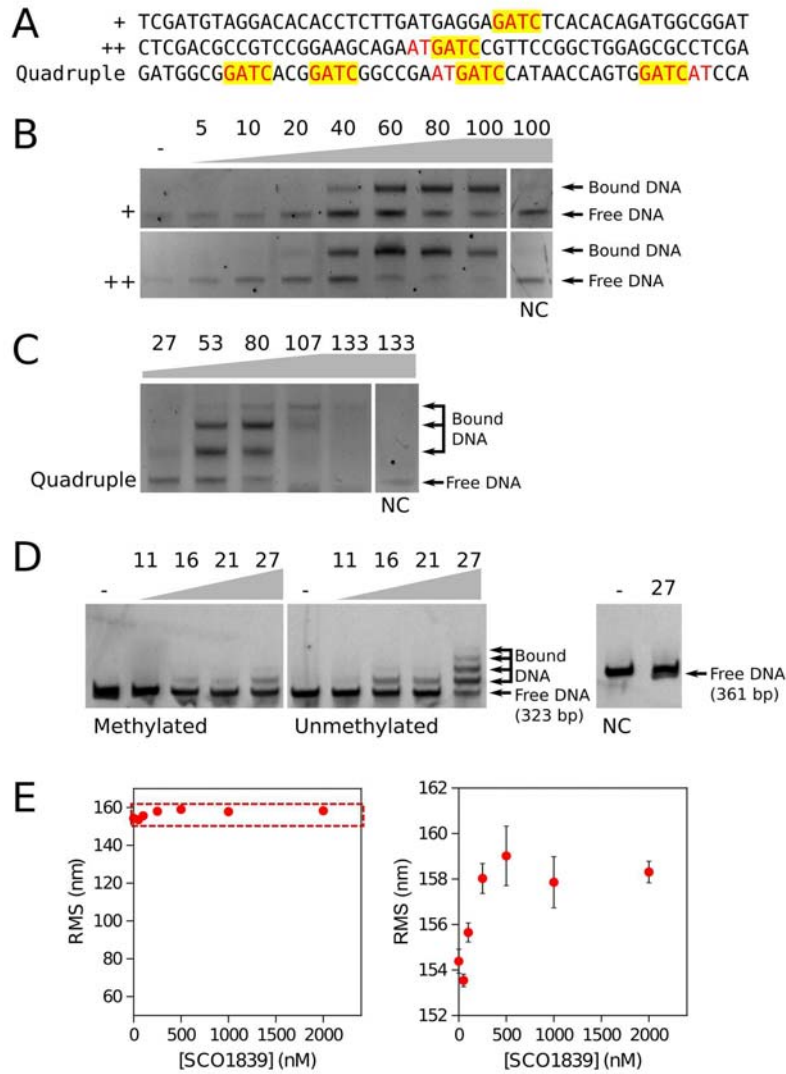 A
+ TCGATGTAGGACACACCTCTTGATGAGGAGATCTCACACAGATGGCGGAT
++ CTCGACGCCGTCCGGAAGCAGAATGATCCGTTCCGGCTGGAGCGCCTCGA
Quadruple GATGGCGGATCACGGATCGGCCGAATGATCCATAACCAGTGGATCATCCA
B
- 5 10 20 40 60 80 100 100
Bound DNA
+ Free DNA
Bound DNA
++ Free DNA
NC
C
27 53 80 107 133 133
Bound
DNA
Quadruple Free DNA
NC
D
- 11 16 21 27 - 11 16 21 27 - 27
Bound
DNA
Free DNA
(323 bp)
Free DNA
(361 bp)
Methylated Unmethylated NC
E
RMS (nm)
160
140
120
100
80
60
0 500 1000 1500 2000
[SCO1839] (nM)
RMS (nm)
162
160
158
156
154
152
0 500 1000 1500 2000
[SCO1839] (nM)